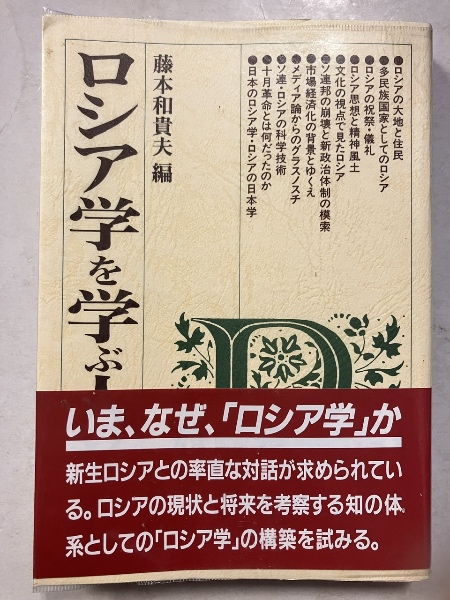 ●ロシアの大地と住民
●多民族国家としてのロシア
●ロシアの祝祭・儀礼
●ロシア思想と精神風土
●文化の視点で見たロシア
●ソ連邦の崩壊と新政治体制の模索
●市場経済化の背景とゆくえ
●メディア論からのグラスノスチ
●ソ連・ロシアの科学技術
●十月革命とは何だったのか
●日本のロシア学・ロシアの日本学
藤本和貴夫 編
ロシア学を学ぶ
いま、なぜ、「ロシア学」か
新生ロシアとの率直な対話が求められてい
る。ロシアの現状と将来を考察する知の体
系としての「ロシア学」の構築を試みる。